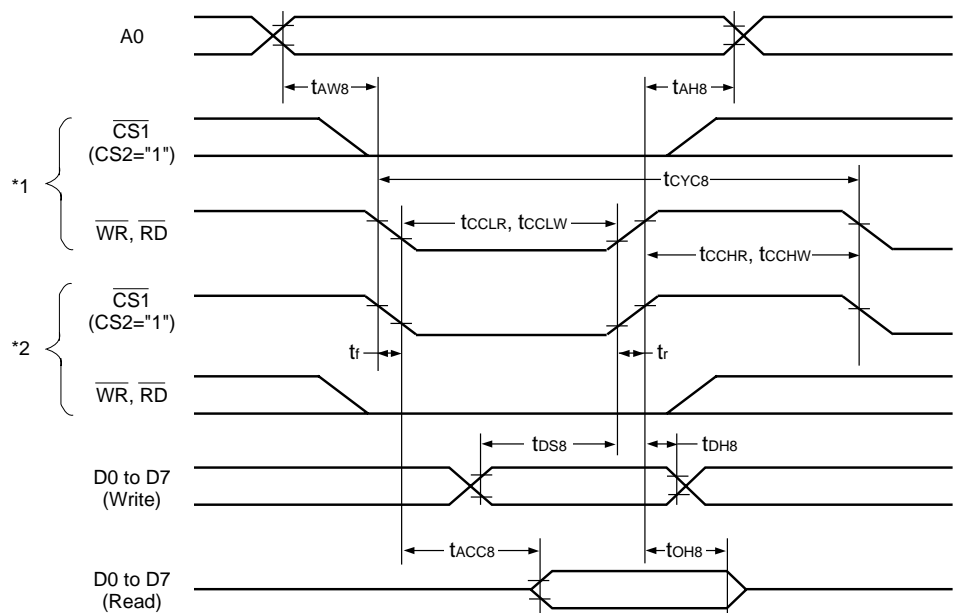 A0
tAW8
tAH8
CS1
(CS2="1")
*1
tCYC8
WR, RD
tCCLR, tCCLW
tCCHR, tCCHW
CS1
(CS2="1")
*2
tf
tr
WR, RD
tDS8
tDH8
D0 to D7
(Write)
tACC8
tOH8
D0 to D7
(Read)